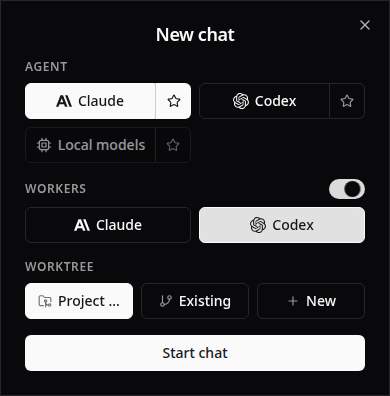 New chat
AGENT
Claude
Codex
Local models
WORKERS
Claude
Codex
WORKTREE
Project ...
Existing
New
Start chat